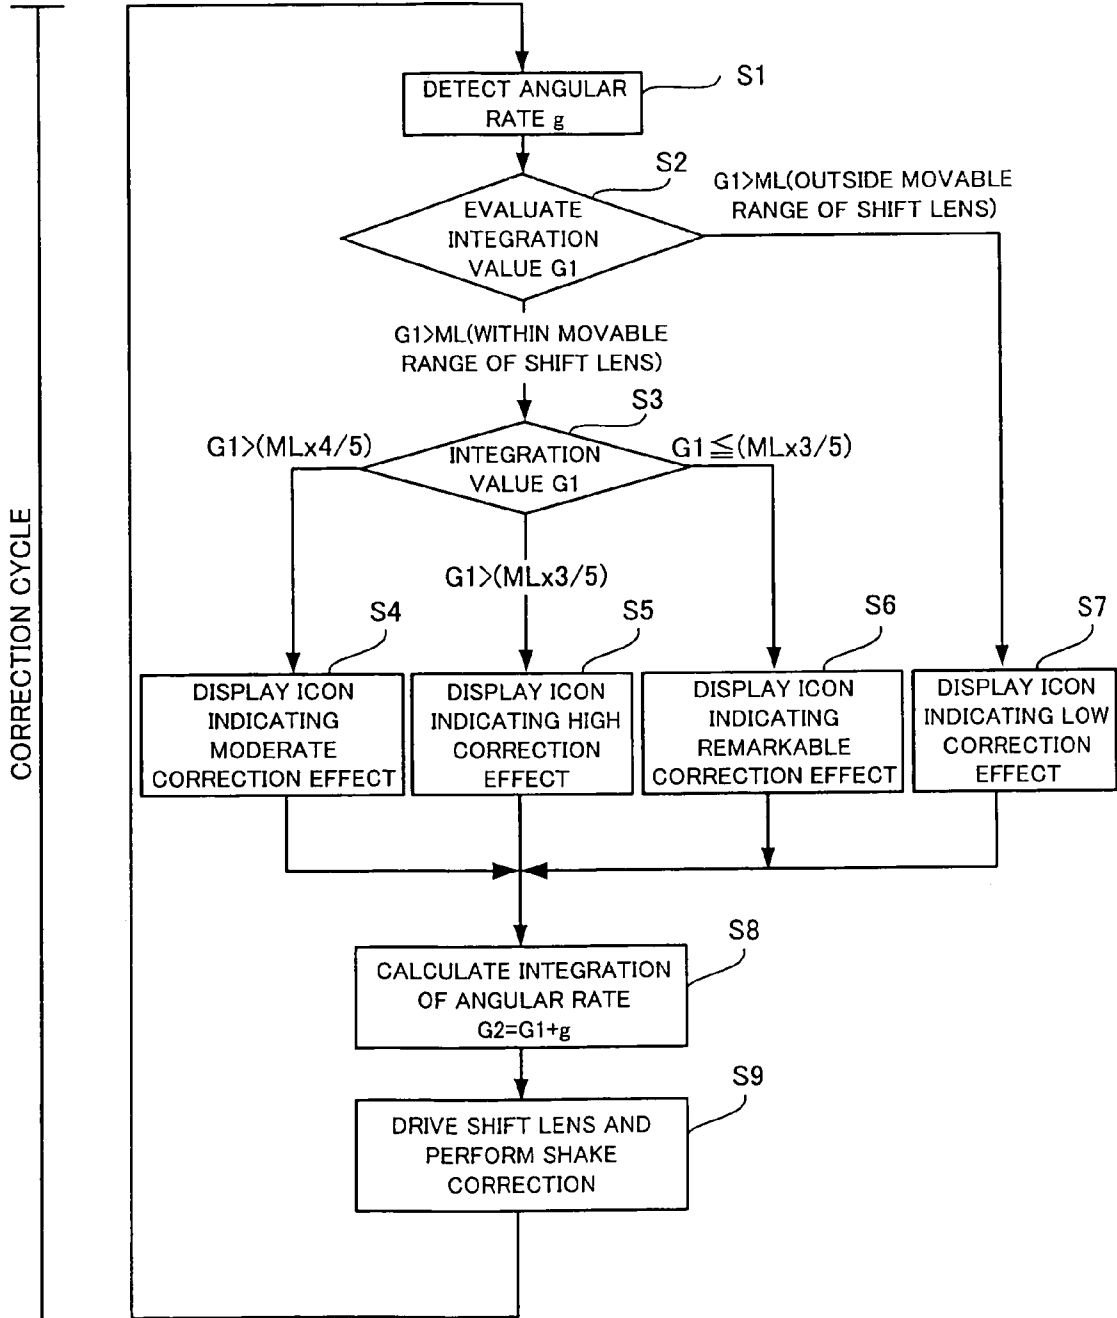 CORRECTION CYCLE
DETECT ANGULAR
RATE g
S1
S2
EVALUATE
INTEGRATION
VALUE G1
G1>ML(OUTSIDE MOVABLE
RANGE OF SHIFT LENS)
G1>ML(WITHIN MOVABLE
RANGE OF SHIFT LENS)
S3
INTEGRATION
VALUE G1
G1>(MLx4/5)
G1≦(MLx3/5)
G1>(MLx3/5)
S4
DISPLAY ICON
INDICATING
MODERATE
CORRECTION EFFECT
S5
DISPLAY ICON
INDICATING HIGH
CORRECTION
EFFECT
S6
DISPLAY ICON
INDICATING
REMARKABLE
CORRECTION EFFECT
S7
DISPLAY ICON
INDICATING LOW
CORRECTION
EFFECT
S8
CALCULATE INTEGRATION
OF ANGULAR RATE
G2=G1+g
S9
DRIVE SHIFT LENS AND
PERFORM SHAKE
CORRECTION